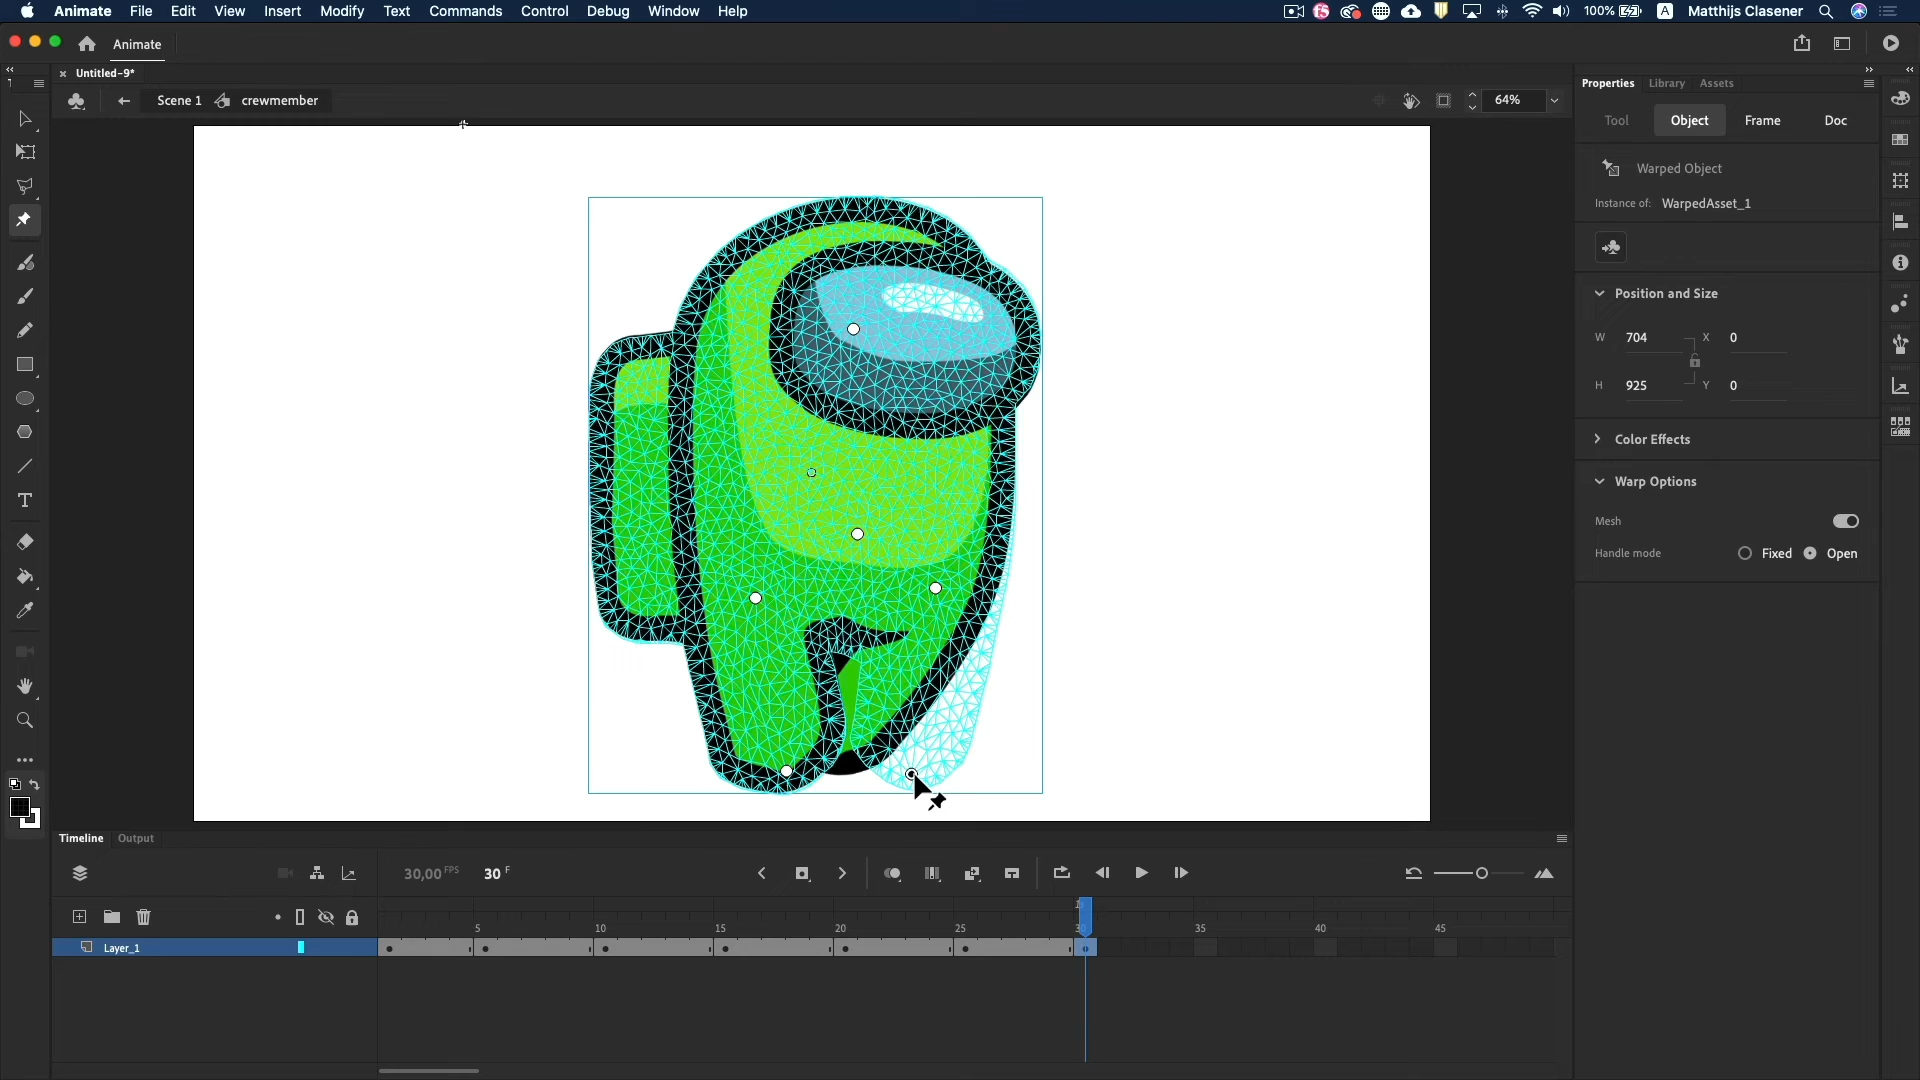 Animate File Edit View Insert Modify Text Commands Control Debug Window Help 100% A Matthijs Clasener
Animate
Untitled-9*
Scene 1 crewmember 64%
Properties Library Assets
Tool Object Frame Doc
Warped Object
Instance of: WarpedAsset_1
Position and Size
W 704 X 0
H 925 Y 0
Color Effects
Warp Options
Mesh
Handle mode Fixed Open
T
Timeline Output
30,00 FPS 30 F
5 10 15 20 25 30 35 40 45
Layer_1